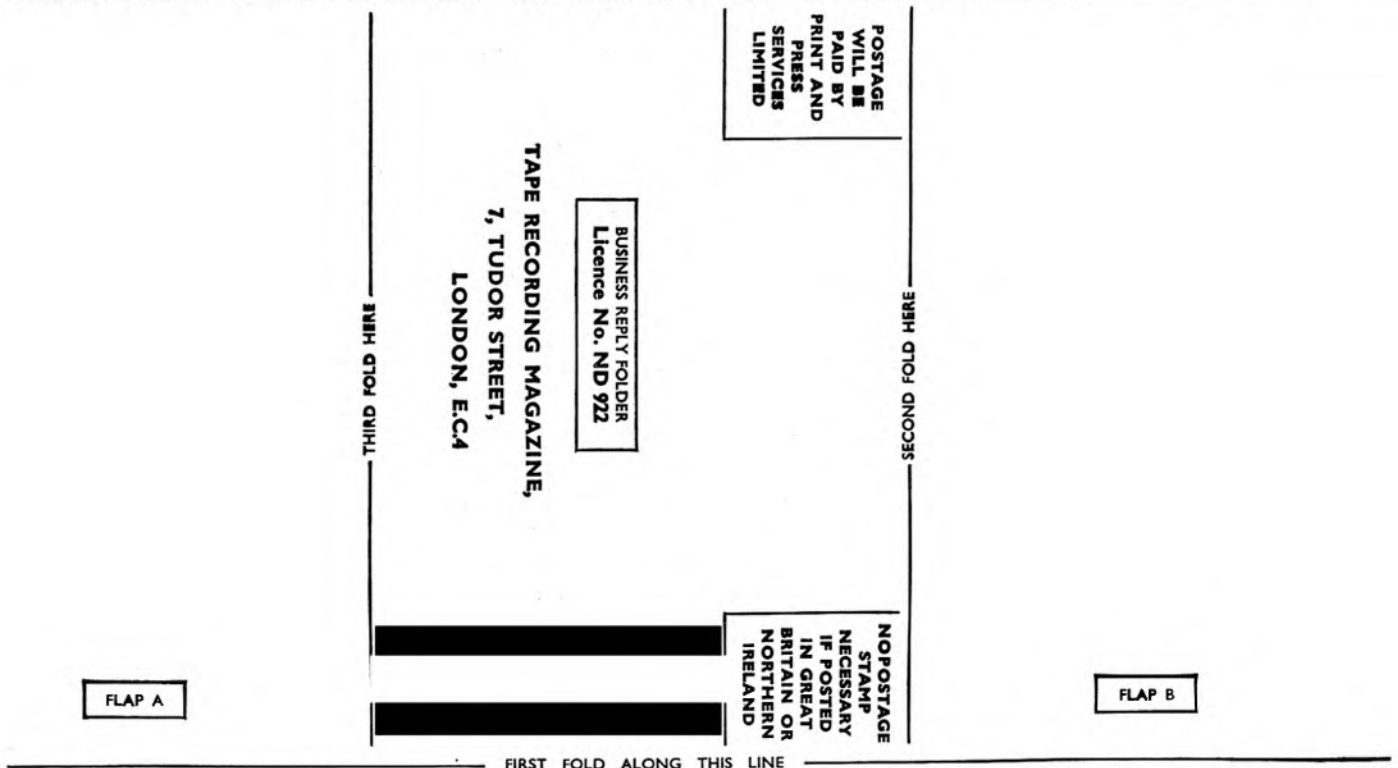 POSTAGE
WILL BE
PAID BY
PRINT AND
PRESS
SERVICES
LIMITED
NOPOSTAGE
STAMP
NECESSARY
IF POSTED
IN GREAT
BRITAIN OR
NORTHERN
IRELAND
BUSINESS REPLY FOLDER
Licence No. ND 922
TAPE RECORDING MAGAZINE,
7, TUDOR STREET,
LONDON, E.C.4
SECOND FOLD HERE
THIRD FOLD HERE
FLAP A
FLAP B
FIRST FOLD ALONG THIS LINE